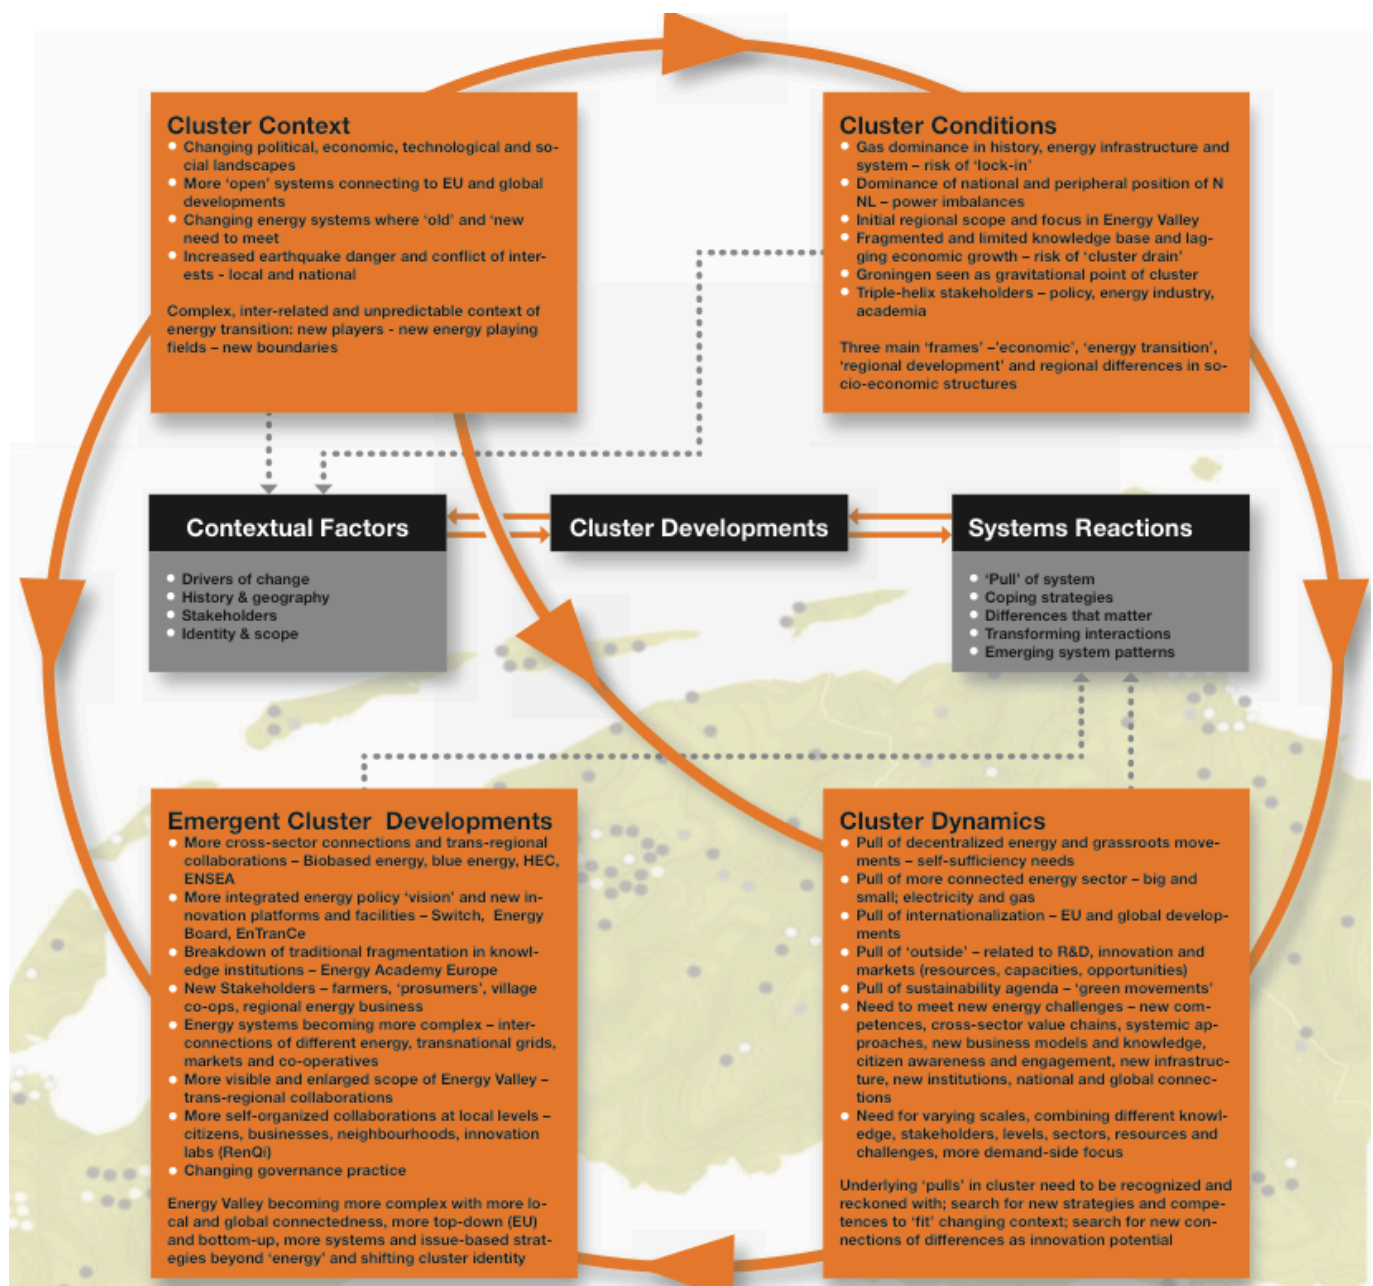 Cluster Context
Changing political, economic, technological and so-
cial landscapes
More ‘open’ systems connecting to EU and global
developments
Changing energy systems where ‘old’ and ‘new
need to meet
Increased earthquake danger and conflict of inter-
ests - local and national
Complex, inter-related and unpredictable context of
energy transition: new players - new energy playing
fields – new boundaries
Cluster Conditions
Gas dominance in history, energy infrastructure and
system – risk of ‘lock-in’
Dominance of national and peripheral position of N
NL – power imbalances
Initial regional scope and focus in Energy Valley
Fragmented and limited knowledge base and lag-
ging economic growth – risk of ‘cluster drain’
Groningen seen as gravitational point of cluster
Triple-helix stakeholders – policy, energy industry,
academia
Three main ‘frames’ –’economic’, ‘energy transition’,
‘regional development’ and regional differences in so-
cio-economic structures
Contextual Factors
Drivers of change
History & geography
Stakeholders
Identity & scope
Cluster Developments
Systems Reactions
‘Pull’ of system
Coping strategies
Differences that matter
Transforming interactions
Emerging system patterns
Emergent Cluster Developments
More cross-sector connections and trans-regional
collaborations – Biobased energy, blue energy, HEC,
ENSEA
More integrated energy policy ‘vision’ and new in-
novation platforms and facilities – Switch, Energy
Board, EnTranCe
Breakdown of traditional fragmentation in knowl-
edge institutions – Energy Academy Europe
New Stakeholders – farmers, ‘prosumers’, village
co-ops, regional energy business
Energy systems becoming more complex – inter-
connections of different energy, transnational grids,
markets and co-operatives
More visible and enlarged scope of Energy Valley –
trans-regional collaborations
More self-organized collaborations at local levels –
citizens, businesses, neighbourhoods, innovation
labs (RenQi)
Changing governance practice
Energy Valley becoming more complex with more lo-
cal and global connectedness, more top-down (EU)
and bottom-up, more systems and issue-based strat-
egies beyond ‘energy’ and shifting cluster identity
Cluster Dynamics
Pull of decentralized energy and grassroots move-
ments – self-sufficiency needs
Pull of more connected energy sector – big and
small; electricity and gas
Pull of internationalization – EU and global develop-
ments
Pull of ‘outside’ – related to R&D, innovation and
markets (resources, capacities, opportunities)
Pull of sustainability agenda – ‘green movements’
Need to meet new energy challenges – new com-
petences, cross-sector value chains, systemic ap-
proaches, new business models and knowledge,
citizen awareness and engagement, new infrastruc-
ture, new institutions, national and global connec-
tions
Need for varying scales, combining different knowl-
edge, stakeholders, levels, sectors, resources and
challenges, more demand-side focus
Underlying ‘pulls’ in cluster need to be recognized and
reckoned with; search for new strategies and compe-
tences to ‘fit’ changing context; search for new con-
nections of differences as innovation potential